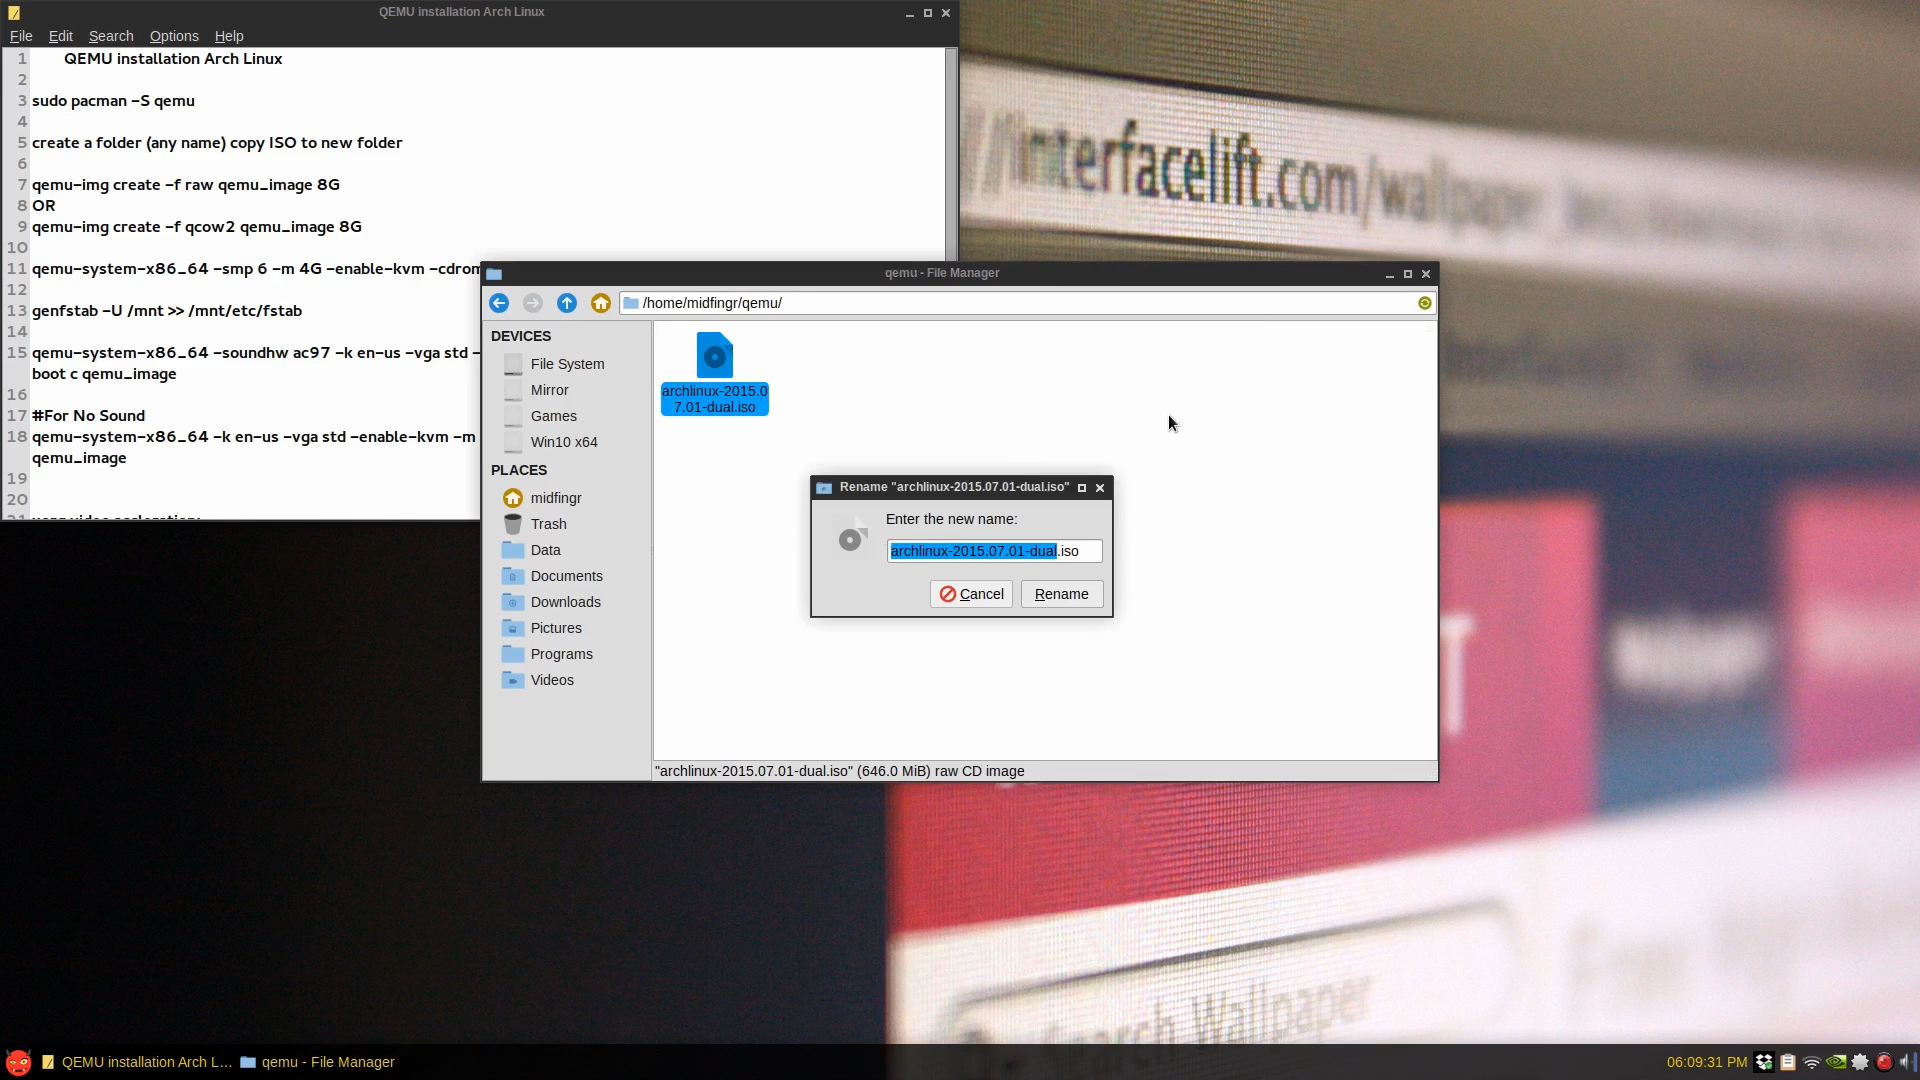 QEMU installation Arch Linux
File Edit Search Options Help
1 QEMU installation Arch Linux
2
3 sudo pacman -S qemu
4
5 create a folder (any name) copy ISO to new folder
6
7 qemu-img create -f raw qemu_image 8G
8 OR
9 qemu-img create -f qcow2 qemu_image 8G
10
11 qemu-system-x86_64 -smp 6 -m 4G -enable-kvm -cdrom
12
13 genfstab -U /mnt >> /mnt/etc/fstab
14
15 qemu-system-x86_64 -soundhw ac97 -k en-us -vga std -
boot c qemu_image
16
17 #For No Sound
18 qemu-system-x86_64 -k en-us -vga std -enable-kvm -m
qemu_image
19
20
qemu - File Manager
/home/midfingr/qemu/
DEVICES
File System
Mirror
Games
Win10 x64
PLACES
midfingr
Trash
Data
Documents
Downloads
Pictures
Programs
Videos
archlinux-2015.0
7.01-dual.iso
Rename "archlinux-2015.07.01-dual.iso"
Enter the new name:
archlinux-2015.07.01-dual.iso
Cancel Rename
"archlinux-2015.07.01-dual.iso" (646.0 MiB) raw CD image
//interfacelift.com/wallpaper
Search Wallpaper
QEMU installation Arch L... qemu - File Manager
06:09:31 PM